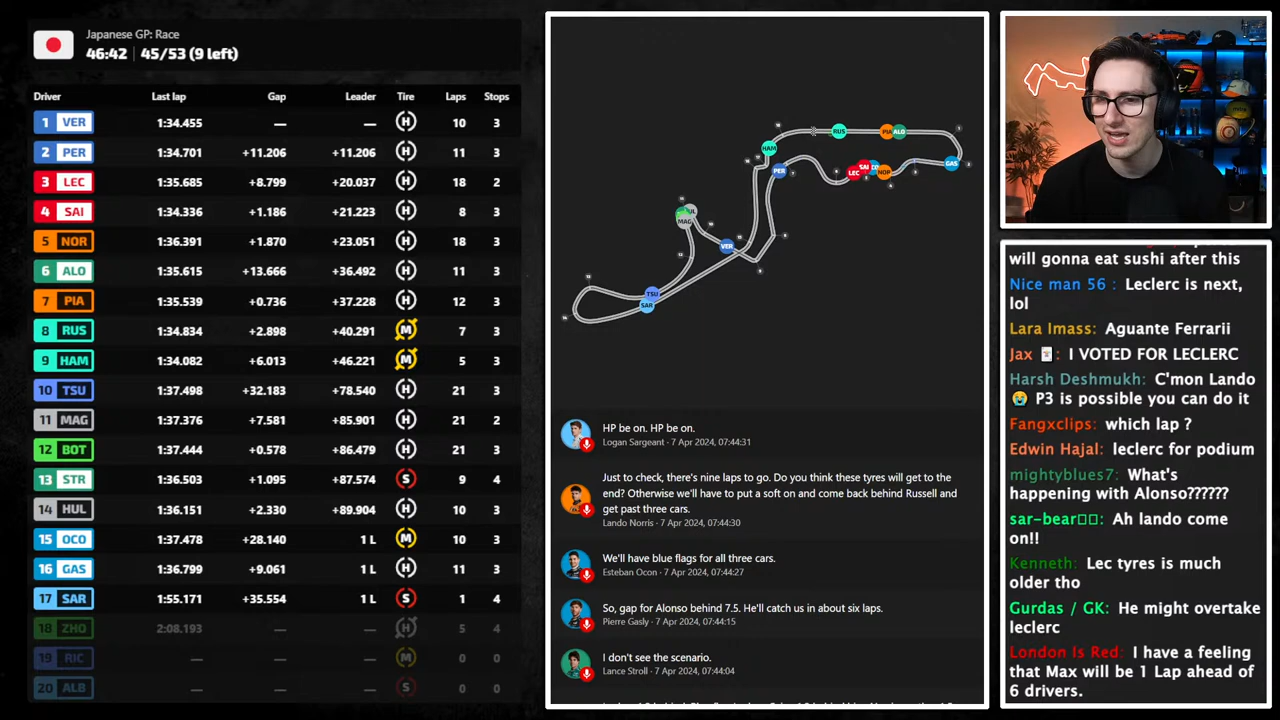 Japanese GP: Race
46:42 | 45/53 (9 left)
Driver Last lap Gap Leader Tire Laps Stops
1 VER 1:34.455 — — H 10 3
2 PER 1:34.701 +11.206 +11.206 H 11 3
3 LEC 1:35.685 +8.799 +20.037 H 18 2
4 SAI 1:34.336 +1.186 +21.223 H 8 3
5 NOR 1:36.391 +1.870 +23.051 H 18 3
6 ALO 1:35.615 +13.666 +36.492 H 11 3
7 PIA 1:35.539 +0.736 +37.228 H 12 3
8 RUS 1:34.834 +2.898 +40.291 M 7 3
9 HAM 1:34.082 +6.013 +46.221 M 5 3
10 TSU 1:37.498 +32.183 +78.540 H 21 3
11 MAG 1:37.376 +7.581 +85.901 H 21 2
12 BOT 1:37.444 +0.578 +86.479 H 21 3
13 STR 1:36.503 +1.095 +87.574 S 9 4
14 HUL 1:36.151 +2.330 +89.904 H 10 3
15 OCO 1:37.478 +28.140 1 L M 10 3
16 GAS 1:36.799 +9.061 1 L H 11 3
17 SAR 1:55.171 +35.554 1 L S 1 4
18 ZHO 2:08.193 — — H 5 4
19 RIC — — — M 0 0
20 ALB — — — S 0 0
RUS
PIA
ALO
HAM
PER
LEC
SAI
NOR
GAS
MAG
VER
TSU
SAR
HP be on. HP be on.
Logan Sargeant · 7 Apr 2024, 07:44:31
Just to check, there's nine laps to go. Do you think these tyres will get to the
end? Otherwise we'll have to put a soft on and come back behind Russell and
get past three cars.
Lando Norris · 7 Apr 2024, 07:44:30
We'll have blue flags for all three cars.
Esteban Ocon · 7 Apr 2024, 07:44:27
So, gap for Alonso behind 7.5. He'll catch us in about six laps.
Pierre Gasly · 7 Apr 2024, 07:44:15
I don't see the scenario.
Lance Stroll · 7 Apr 2024, 07:44:04
will gonna eat sushi after this
Nice man 56 : Leclerc is next,
lol
Lara Imass: Aguante Ferrarii
Jax 🃏: I VOTED FOR LECLERC
Harsh Deshmukh: C'mon Lando
😭 P3 is possible you can do it
Fangxclips: which lap ?
Edwin Hajal: leclerc for podium
mightyblues7: What's
happening with Alonso??????
sar-bear▯▯: Ah lando come
on!!
Kenneth: Lec tyres is much
older tho
Gurdas / GK: He might overtake
leclerc
London Is Red: I have a feeling
that Max will be 1 Lap ahead of
6 drivers.